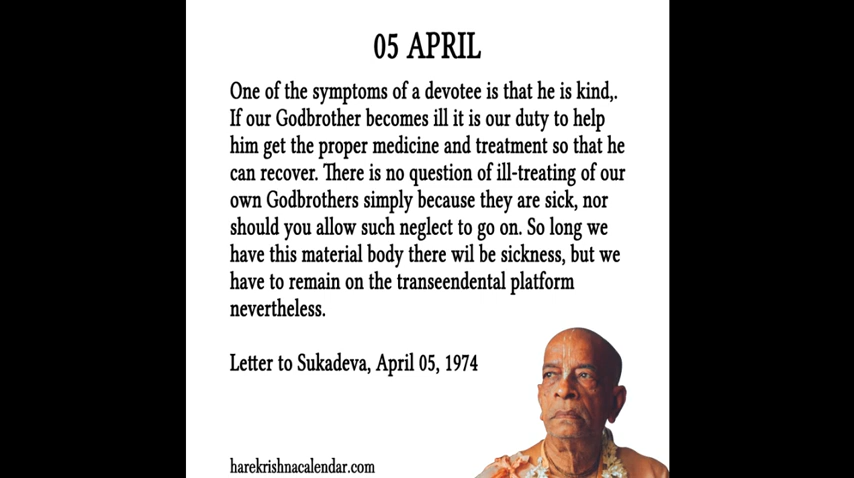 05 APRIL
One of the symptoms of a devotee is that he is kind,.
If our Godbrother becomes ill it is our duty to help
him get the proper medicine and treatment so that he
can recover. There is no question of ill-treating of our
own Godbrothers simply because they are sick, nor
should you allow such neglect to go on. So long we
have this material body there wil be sickness, but we
have to remain on the transeendental platform
nevertheless.
Letter to Sukadeva, April 05, 1974
harekrishnacalendar.com